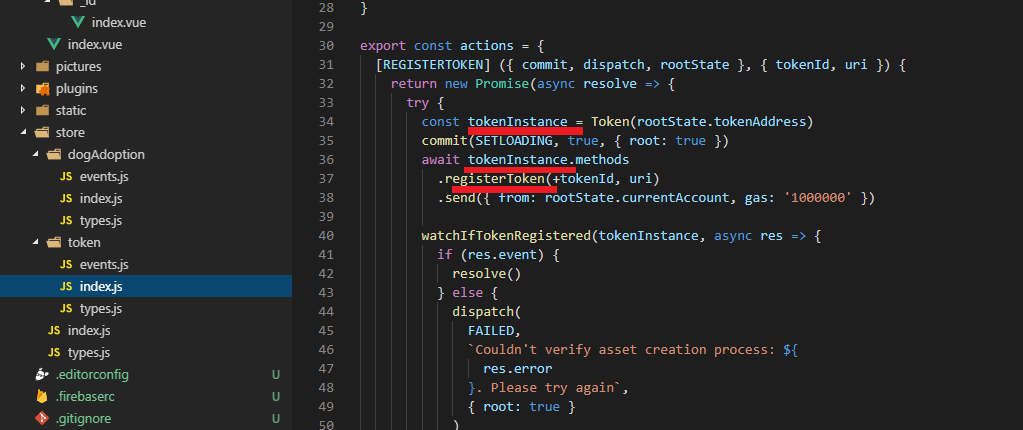 _id
index.vue
index.vue
pictures
plugins
static
store
dogAdoption
JS events.js
JS index.js
JS types.js
token
JS events.js
JS index.js
JS types.js
JS index.js
JS types.js
.editorconfig U
.firebaserc U
.gitignore U
28 }
29
30 export const actions = {
31 [REGISTERTOKEN] ({ commit, dispatch, rootState }, { tokenId, uri }) {
32 return new Promise(async resolve => {
33 try {
34 const tokenInstance = Token(rootState.tokenAddress)
35 commit(SETLOADING, true, { root: true })
36 await tokenInstance.methods
37 .registerToken(+tokenId, uri)
38 .send({ from: rootState.currentAccount, gas: '1000000' })
39
40 watchIfTokenRegistered(tokenInstance, async res => {
41 if (res.event) {
42 resolve()
43 } else {
44 dispatch(
45 FAILED,
46 `Couldn't verify asset creation process: ${
47 res.error
48 }. Please try again`,
49 { root: true }
50 )